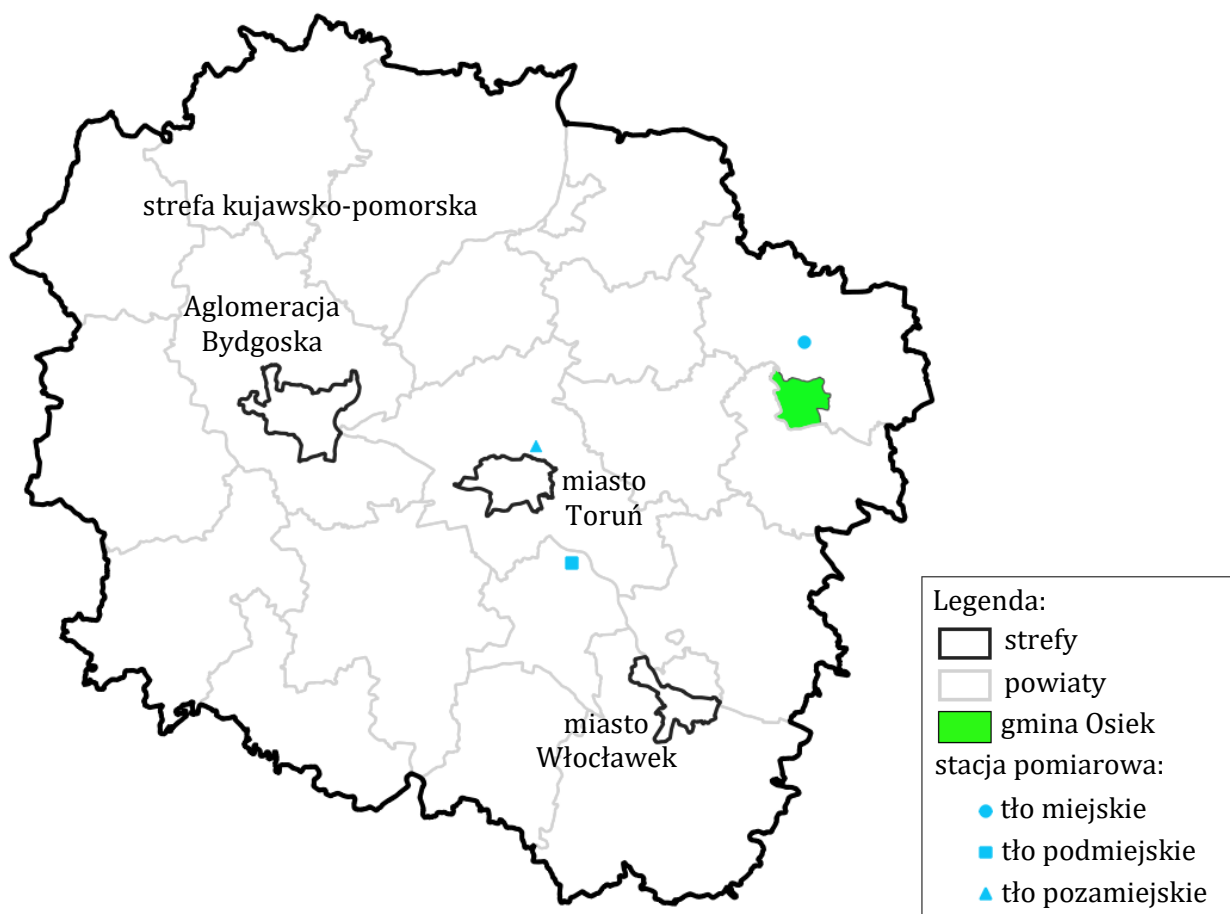 strefa kujawsko-pomorska
Aglomeracja
Bydgoska
miasto
Toruń
miasto
Włocławek
Legenda:
strefy
powiaty
gmina Osiek
stacja pomiarowa:
tło miejskie
tło podmiejskie
tło pozamiejskie